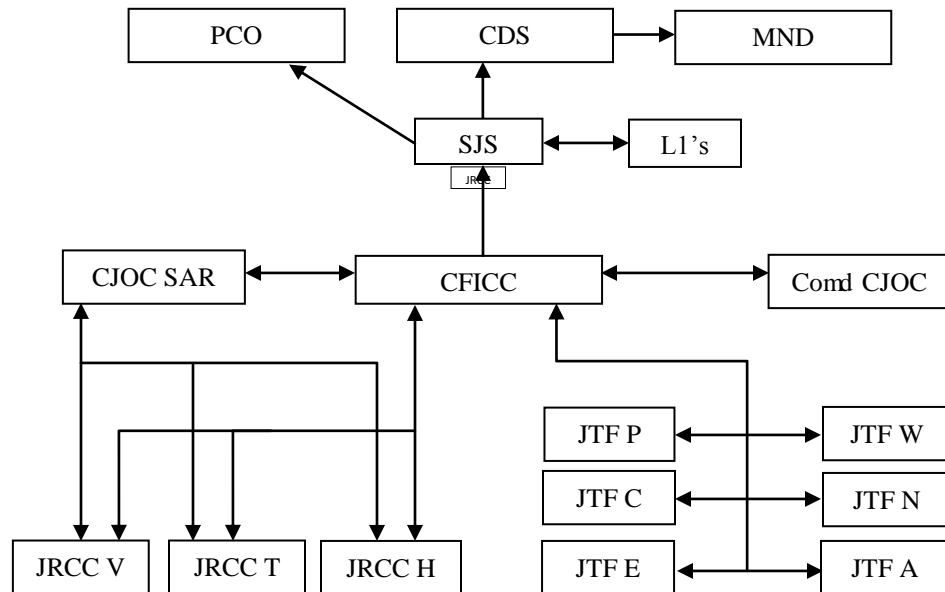 PCO
CDS
MND
SJS
L1’s
JRCC
CJOC SAR
CFICC
Comd CJOC
JTF P
JTF W
JTF C
JTF N
JRCC V
JRCC T
JRCC H
JTF E
JTF A